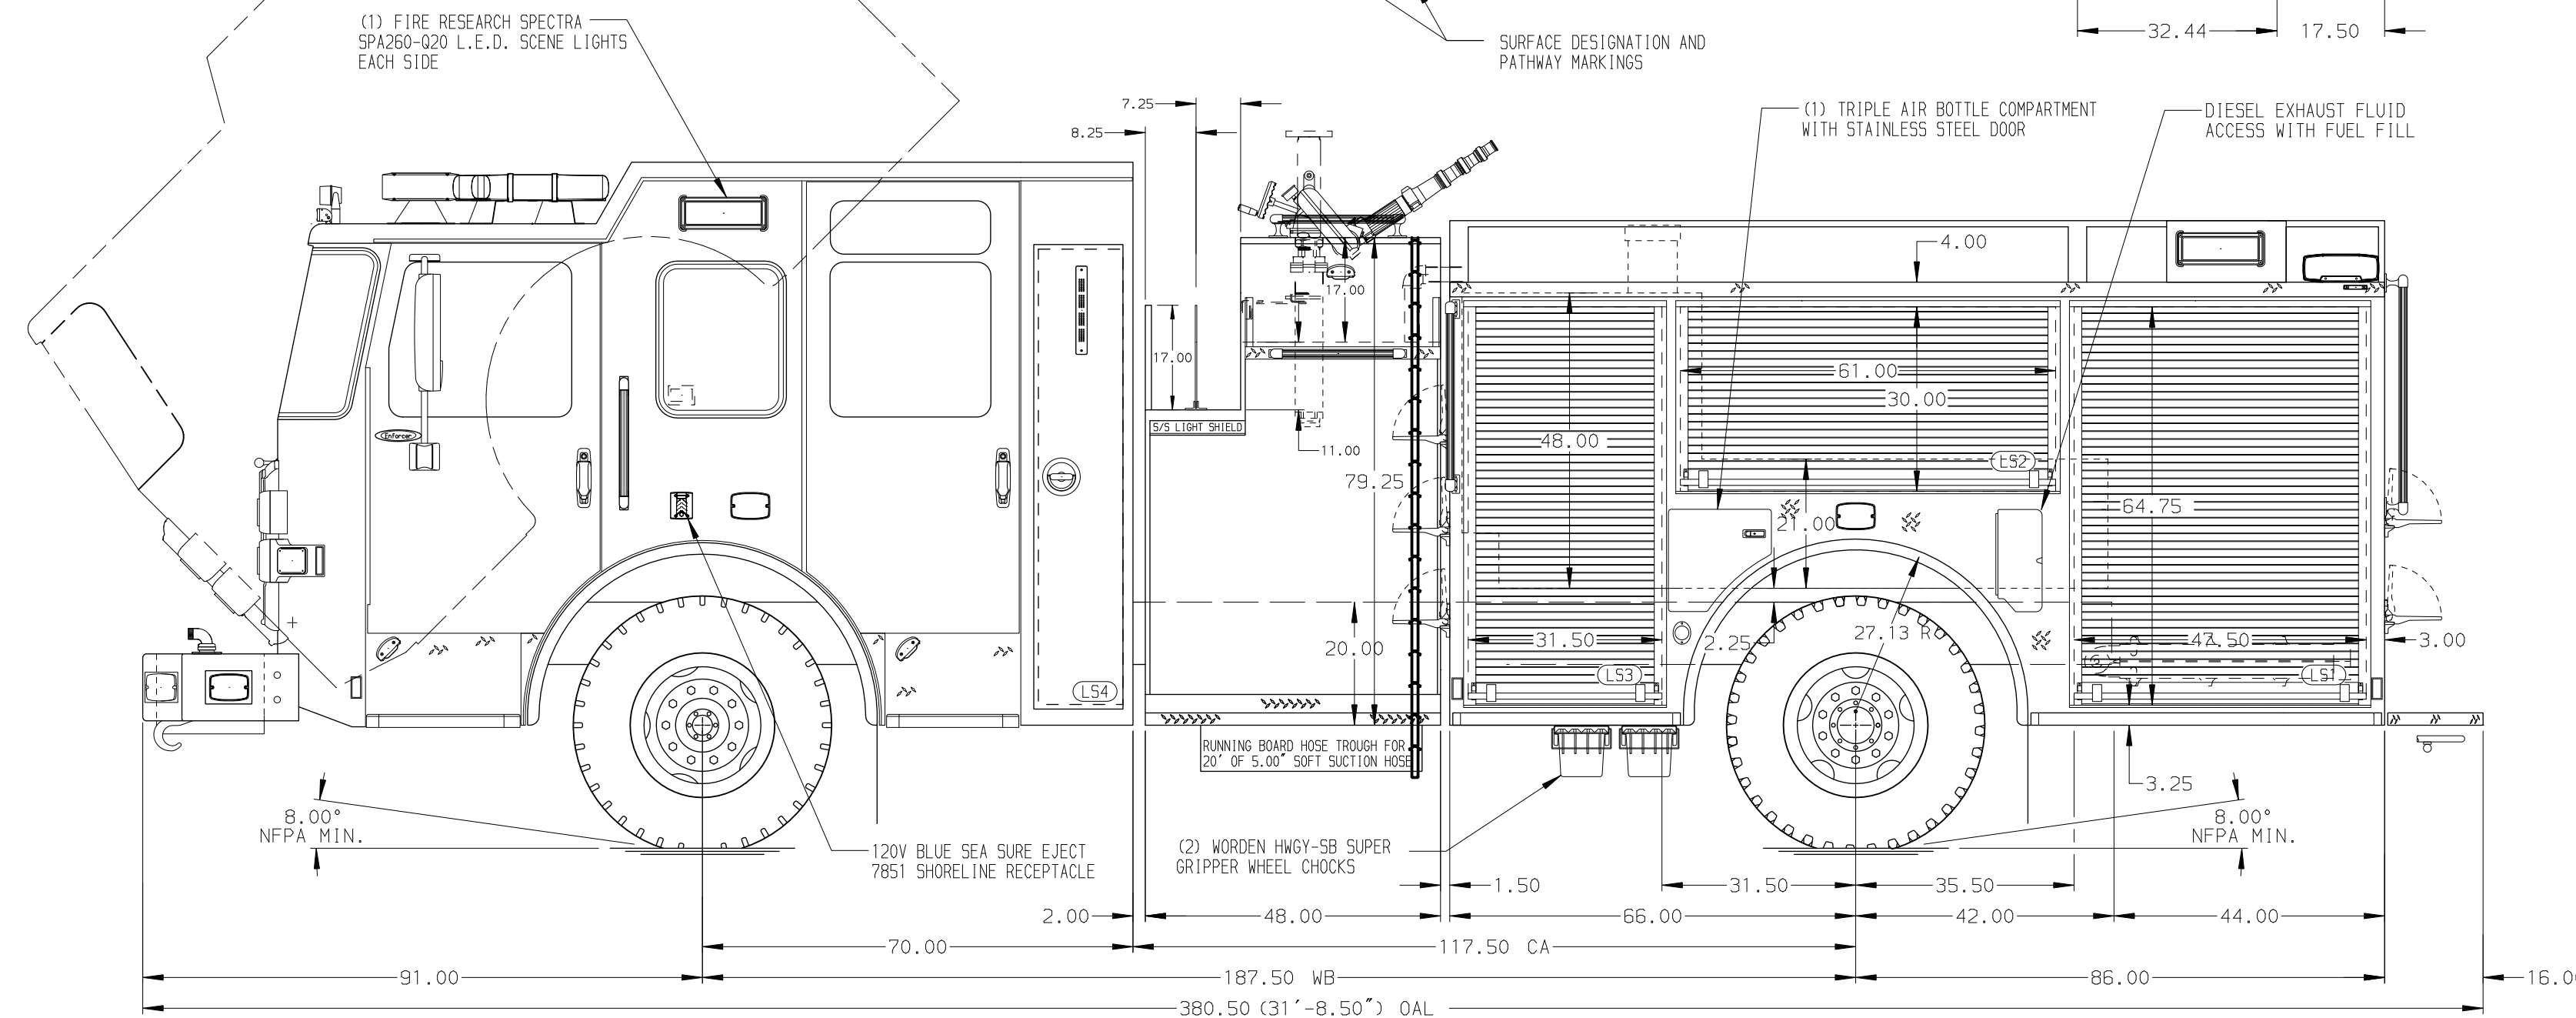 (1) FIRE RESEARCH SPECTRA
SPA260-Q20 L.E.D. SCENE LIGHTS
EACH SIDE
SURFACE DESIGNATION AND
PATHWAY MARKINGS
32.44
17.50
7.25
8.25
(1) TRIPLE AIR BOTTLE COMPARTMENT
WITH STAINLESS STEEL DOOR
DIESEL EXHAUST FLUID
ACCESS WITH FUEL FILL
4.00
17.00
17.00
61.00
30.00
Enforcer
S/S LIGHT SHIELD
11.00
48.00
LS2
79.25
64.75
21.00
20.00
31.50
2.25
27.13 R
47.50
3.00
LS4
LS3
LS1
RUNNING BOARD HOSE TROUGH FOR
20' OF 5.00" SOFT SUCTION HOSE
3.25
8.00°
NFPA MIN.
8.00°
NFPA MIN.
120V BLUE SEA SURE EJECT
7851 SHORELINE RECEPTACLE
(2) WORDEN HWGY-SB SUPER
GRIPPER WHEEL CHOCKS
1.50
31.50
35.50
2.00
48.00
66.00
42.00
44.00
70.00
117.50 CA
91.00
187.50 WB
86.00
16.00
380.50 (31'-8.50") OAL